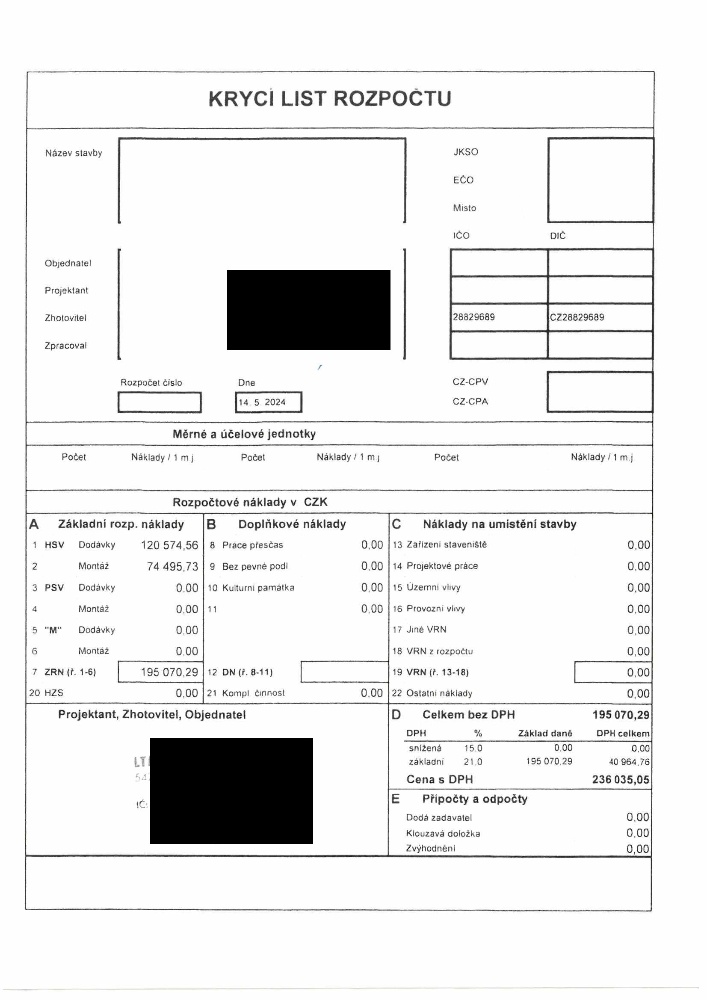 KRYCÍ LIST ROZPOČTU
Název stavby
JKSO
EČO
Místo
IČO DIČ
Objednatel
Projektant
Zhotovitel 28829689 CZ28829689
Zpracoval
Rozpočet číslo Dne CZ-CPV
14. 5. 2024 CZ-CPA
Měrné a účelové jednotky
Počet Náklady / 1 m.j Počet Náklady / 1 m.j Počet Náklady / 1 m.j
Rozpočtové náklady v CZK
A Základní rozp. náklady B Doplňkové náklady C Náklady na umístění stavby
1 HSV Dodávky 120 574,56 8 Práce přesčas 0,00 13 Zařízení staveniště 0,00
2 Montáž 74 495,73 9 Bez pevné podl 0,00 14 Projektové práce 0,00
3 PSV Dodávky 0,00 10 Kulturní památka 0,00 15 Územní vlivy 0,00
4 Montáž 0,00 11 0,00 16 Provozní vlivy 0,00
5 "M" Dodávky 0,00 17 Jiné VRN 0,00
6 Montáž 0,00 18 VRN z rozpočtu 0,00
7 ZRN (ř. 1-6) 195 070,29 12 DN (ř. 8-11) 19 VRN (ř. 13-18) 0,00
20 HZS 0,00 21 Kompl. činnost 0,00 22 Ostatní náklady 0,00
Projektant, Zhotovitel, Objednatel D Celkem bez DPH 195 070,29
DPH % Základ daně DPH celkem
snížená 15,0 0,00 0,00
základní 21,0 195 070,29 40 964,76
Cena s DPH 236 035,05
E Přípočty a odpočty
Dodá zadavatel 0,00
Klouzavá doložka 0,00
Zvýhodnění 0,00
IČ: